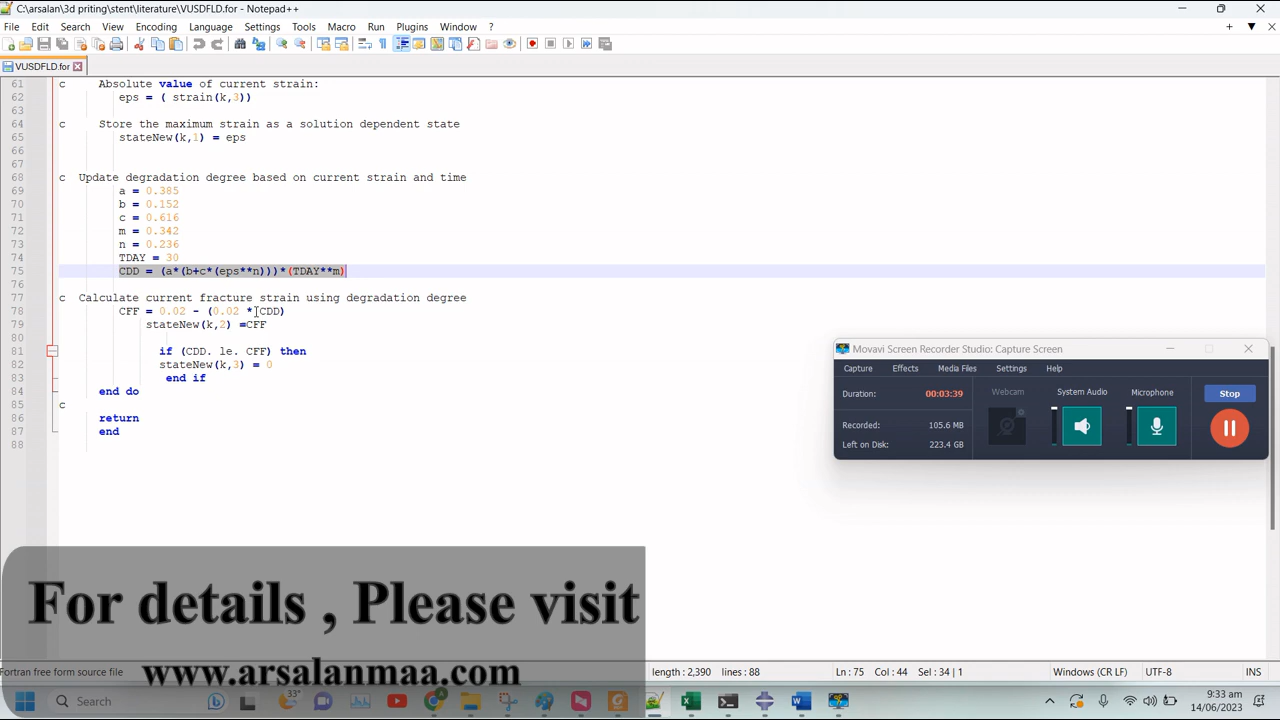 C:\arsalan\3d priting\stent\literature\VUSDFLD.for - Notepad++
File Edit Search View Encoding Language Settings Tools Macro Run Plugins Window ?
VUSDFLD.for
61 c Absolute value of current strain:
62 eps = ( strain(k,3))
63
64 c Store the maximum strain as a solution dependent state
65 stateNew(k,1) = eps
66
67
68 c Update degradation degree based on current strain and time
69 a = 0.385
70 b = 0.152
71 c = 0.616
72 m = 0.342
73 n = 0.236
74 TDAY = 30
75 CDD = (a*(b+c*(eps**n)))*(TDAY**m)
76
77 c Calculate current fracture strain using degradation degree
78 CFF = 0.02 - (0.02 * CDD)
79 stateNew(k,2) =CFF
80
81 if (CDD. le. CFF) then
82 stateNew(k,3) = 0
83 end if
84 end do
85 c
86 return
87 end
88
Movavi Screen Recorder Studio: Capture Screen
Capture Effects Media Files Settings Help
Duration: 00:03:39
Recorded: 105.6 MB
Left on Disk: 223.4 GB
Webcam System Audio Microphone
Stop
For details , Please visit
www.arsalanmaa.com
Fortran free form source file length : 2,390 lines : 88 Ln : 75 Col : 44 Sel : 34 | 1 Windows (CR LF) UTF-8 INS
Search
33°
9:33 am
14/06/2023